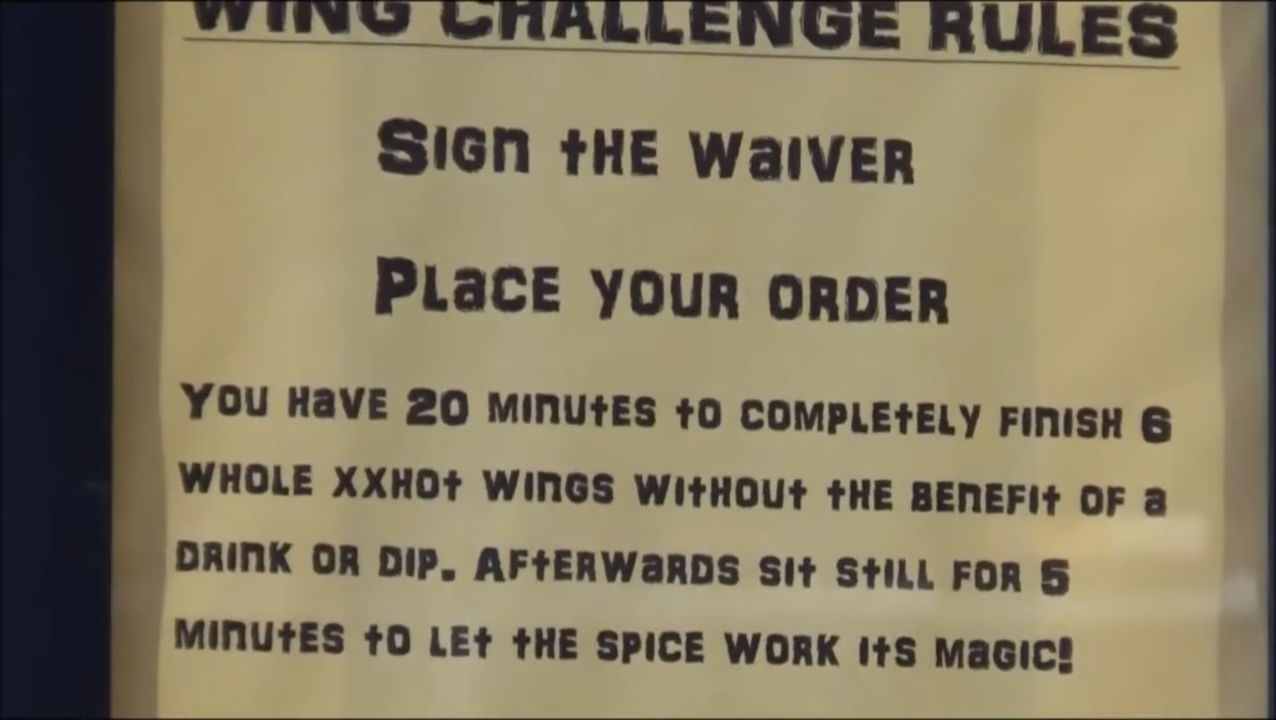 WING CHALLENGE RULES
SIGN THE WAIVER
PLACE YOUR ORDER
YOU HAVE 20 MINUTES TO COMPLETELY FINISH 6
WHOLE XXHOT WINGS WITHOUT THE BENEFIT OF A
DRINK OR DIP. AFTERWARDS SIT STILL FOR 5
MINUTES TO LET THE SPICE WORK ITS MAGIC!